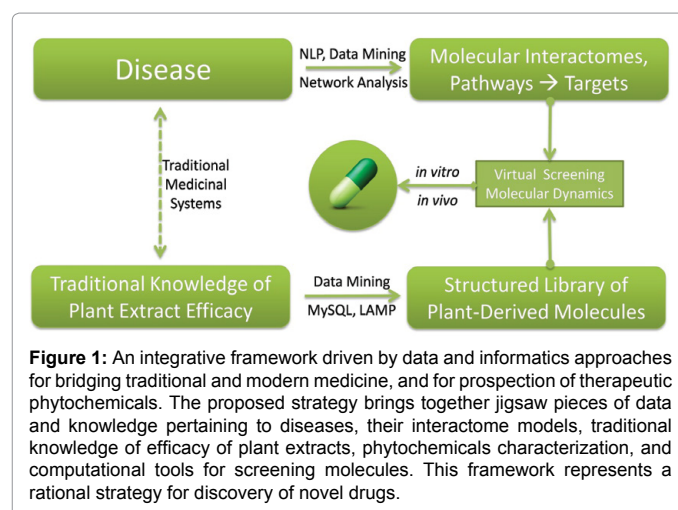 Disease
NLP, Data Mining
Network Analysis
Molecular Interactomes,
Pathways → Targets
Traditional
Medicinal
Systems
in vitro
in vivo
Virtual Screening
Molecular Dynamics
Traditional Knowledge of
Plant Extract Efficacy
Data Mining
MySQL, LAMP
Structured Library of
Plant-Derived Molecules
Figure 1: An integrative framework driven by data and informatics approaches
for bridging traditional and modern medicine, and for prospection of therapeutic
phytochemicals. The proposed strategy brings together jigsaw pieces of data
and knowledge pertaining to diseases, their interactome models, traditional
knowledge of efficacy of plant extracts, phytochemicals characterization, and
computational tools for screening molecules. This framework represents a
rational strategy for discovery of novel drugs.